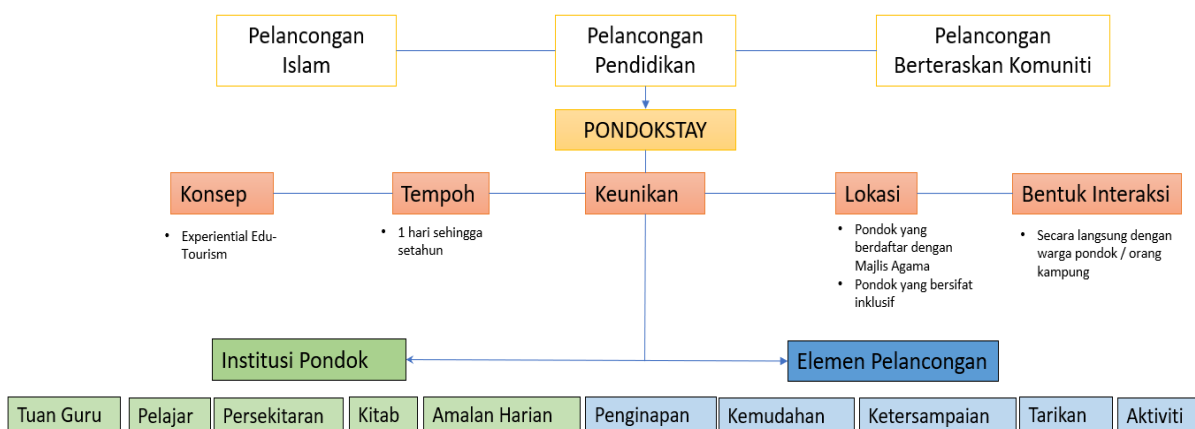 Pelancongan
Islam
Pelancongan
Pendidikan
Pelancongan
Berteraskan Komuniti
PONDOKSTAY
Konsep
Tempoh
Keunikan
Lokasi
Bentuk Interaksi
• Experiential Edu-
Tourism
• 1 hari sehingga
setahun
• Pondok yang
berdaftar dengan
Majlis Agama
• Pondok yang bersifat
inklusif
• Secara langsung dengan
warga pondok / orang
kampung
Institusi Pondok
Elemen Pelancongan
Tuan Guru
Pelajar
Persekitaran
Kitab
Amalan Harian
Penginapan
Kemudahan
Ketersampaian
Tarikan
Aktiviti